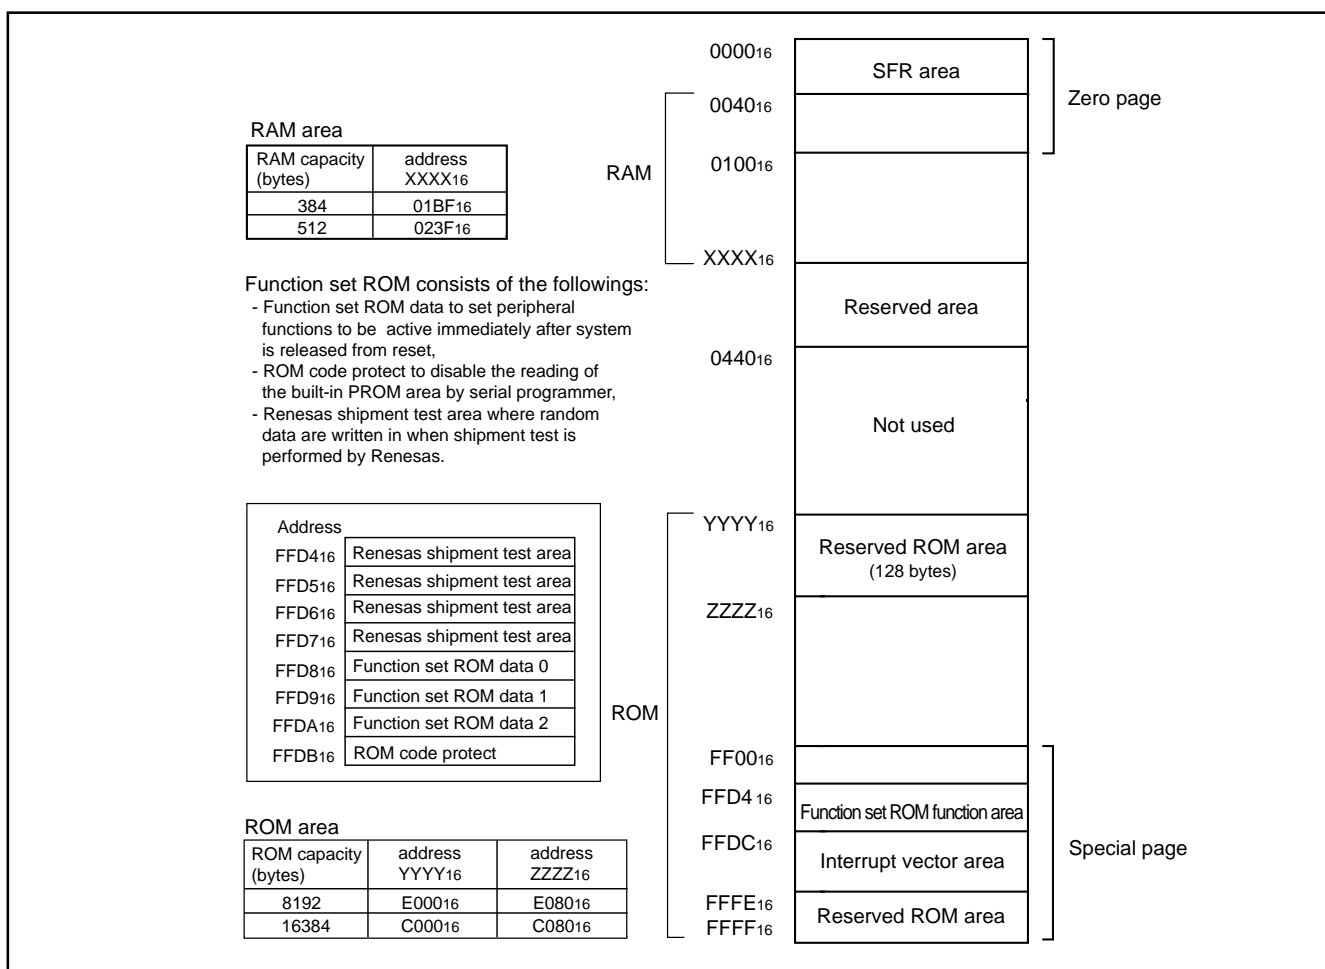 RAM area
RAM capacity (bytes) address XXXX16
384 01BF16
512 023F16
Function set ROM consists of the followings:
- Function set ROM data to set peripheral
functions to be active immediately after system
is released from reset,
- ROM code protect to disable the reading of
the built-in PROM area by serial programmer,
- Renesas shipment test area where random
data are written in when shipment test is
performed by Renesas.
Address
FFD416 Renesas shipment test area
FFD516 Renesas shipment test area
FFD616 Renesas shipment test area
FFD716 Renesas shipment test area
FFD816 Function set ROM data 0
FFD916 Function set ROM data 1
FFDA16 Function set ROM data 2
FFDB16 ROM code protect
ROM area
ROM capacity (bytes) address YYYY16 address ZZZZ16
8192 E00016 E08016
16384 C00016 C08016
RAM
ROM
000016
SFR area
004016
010016
XXXX16
Reserved area
044016
Not used
YYYY16
Reserved ROM area
(128 bytes)
ZZZZ16
FF0016
FFD416
Function set ROM function area
FFDC16
Interrupt vector area
FFFE16
Reserved ROM area
FFFF16
Zero page
Special page